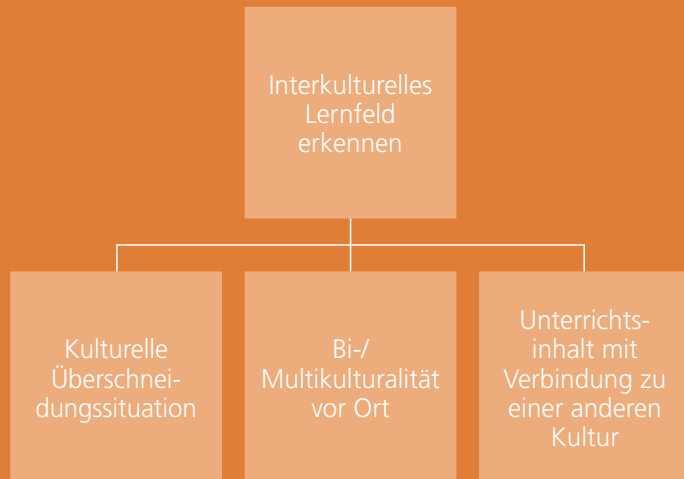 Interkulturelles
Lernfeld
erkennen
Kulturelle
Überschnei-
dungssituation
Bi-/
Multikulturalität
vor Ort
Unterrichts-
inhalt mit
Verbindung zu
einer anderen
Kultur